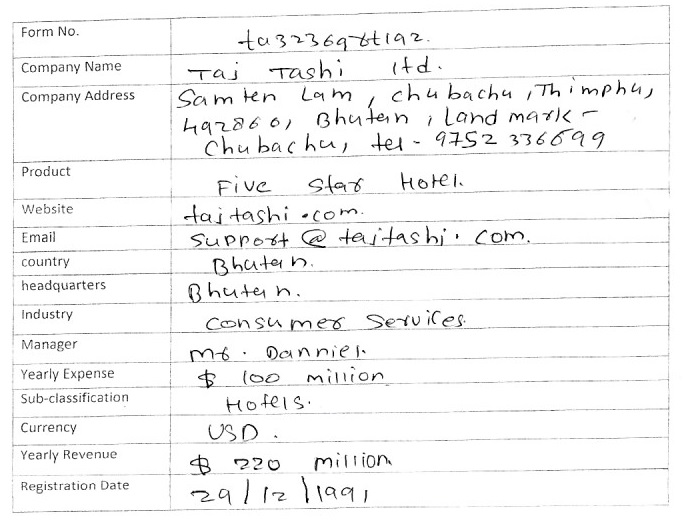 Form No. ta32369rt192.
Company Name Taj Tashi ltd.
Company Address Samten Lam, chubachu, Thimphu,
492860, Bhutan, Land mark -
Chubachu, tel - 9752 336699
Product Five star Hotel.
Website tajtashi.com.
Email support@tajtashi.com.
country Bhutan.
headquarters Bhutan.
Industry consumer services.
Manager Mr. Danniel.
Yearly Expense $ 100 million
Sub-classification Hotels.
Currency USD.
Yearly Revenue $ 220 million
Registration Date 29/12/1991